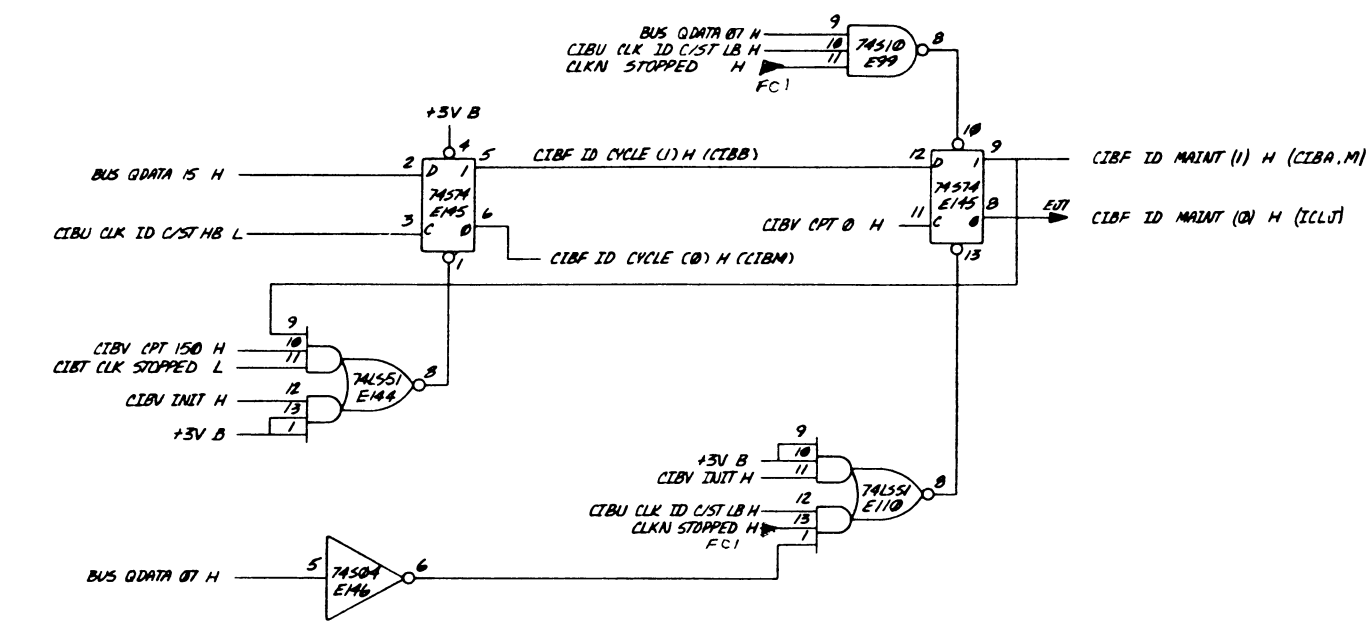 BUS QDATA 07 H
CIBU CLK ID C/ST LB H
CLKN STOPPED H
FC1
9
10
11
74S10
E99
8
+3V B
4
BUS QDATA 15 H
2
D 1
74S74
E145
5
CIBF ID CYCLE (1) H (CIBB)
CIBU CLK ID C/ST HB L
3
C 0
6
CIBF ID CYCLE (0) H (CIBM)
1
10
12
D 1
74S74
E145
9
CIBF ID MAINT (1) H (CIBA,M)
CIBV CPT 0 H
11
C 0
8
EJ1
CIBF ID MAINT (0) H (ICLJ)
13
9
CIBV CPT 150 H
10
CIBT CLK STOPPED L
11
74LS51
E144
8
CIBV INIT H
12
13
+3V B
1
9
+3V B
10
CIBV INIT H
11
74LS51
E110
8
CIBU CLK ID C/ST LB H
12
CLKN STOPPED H
13
FC1
1
BUS QDATA 07 H
5
74S04
E146
6